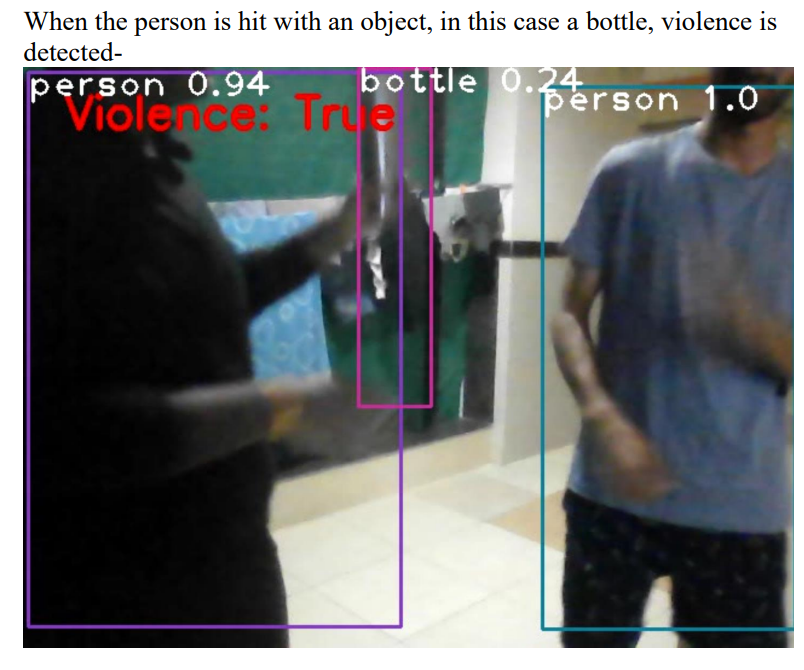 When the person is hit with an object, in this case a bottle, violence is
detected-
person 0.94
bottle 0.24
person 1.0
Violence: True